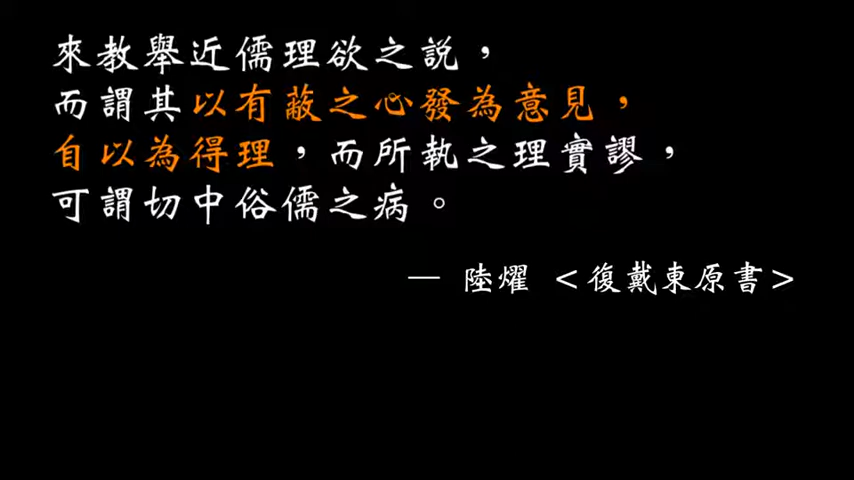 來教舉近儒理欲之說，
而謂其以有蔽之心發為意見，
自以為得理，而所執之理實謬，
可謂切中俗儒之病。
— 陸燿 <復戴東原書>